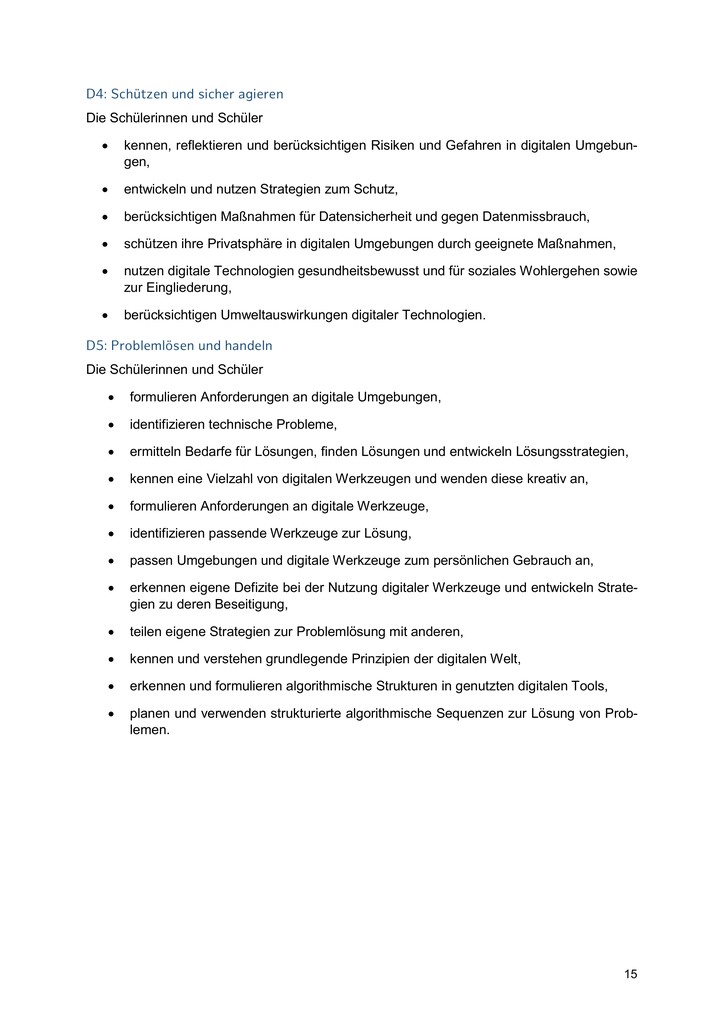 D4: Schützen und sicher agieren
Die Schülerinnen und Schüler
• kennen, reflektieren und berücksichtigen Risiken und Gefahren in digitalen Umgebun-
gen,
• entwickeln und nutzen Strategien zum Schutz,
• berücksichtigen Maßnahmen für Datensicherheit und gegen Datenmissbrauch,
• schützen ihre Privatsphäre in digitalen Umgebungen durch geeignete Maßnahmen,
• nutzen digitale Technologien gesundheitsbewusst und für soziales Wohlergehen sowie
zur Eingliederung,
• berücksichtigen Umweltauswirkungen digitaler Technologien.
D5: Problemlösen und handeln
Die Schülerinnen und Schüler
• formulieren Anforderungen an digitale Umgebungen,
• identifizieren technische Probleme,
• ermitteln Bedarfe für Lösungen, finden Lösungen und entwickeln Lösungsstrategien,
• kennen eine Vielzahl von digitalen Werkzeugen und wenden diese kreativ an,
• formulieren Anforderungen an digitale Werkzeuge,
• identifizieren passende Werkzeuge zur Lösung,
• passen Umgebungen und digitale Werkzeuge zum persönlichen Gebrauch an,
• erkennen eigene Defizite bei der Nutzung digitaler Werkzeuge und entwickeln Strate-
gien zu deren Beseitigung,
• teilen eigene Strategien zur Problemlösung mit anderen,
• kennen und verstehen grundlegende Prinzipien der digitalen Welt,
• erkennen und formulieren algorithmische Strukturen in genutzten digitalen Tools,
• planen und verwenden strukturierte algorithmische Sequenzen zur Lösung von Prob-
lemen.
15